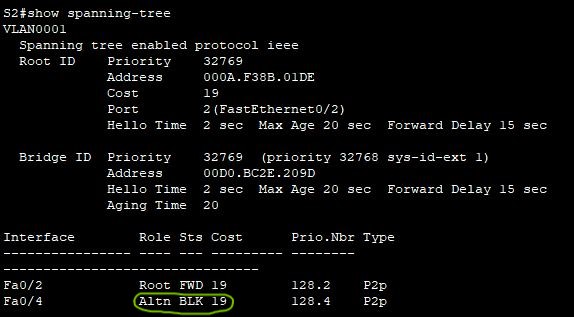 S2#show spanning-tree
VLAN0001
  Spanning tree enabled protocol ieee
  Root ID    Priority    32769
             Address     000A.F38B.01DE
             Cost        19
             Port        2(FastEthernet0/2)
             Hello Time  2 sec  Max Age 20 sec  Forward Delay 15 sec

  Bridge ID  Priority    32769  (priority 32768 sys-id-ext 1)
             Address     00D0.BC2E.209D
             Hello Time  2 sec  Max Age 20 sec  Forward Delay 15 sec
             Aging Time  20

Interface        Role Sts Cost      Prio.Nbr Type
---------------- ---- --- --------- --------
--------------------------------
Fa0/2            Root FWD 19        128.2    P2p
Fa0/4            Altn BLK 19        128.4    P2p